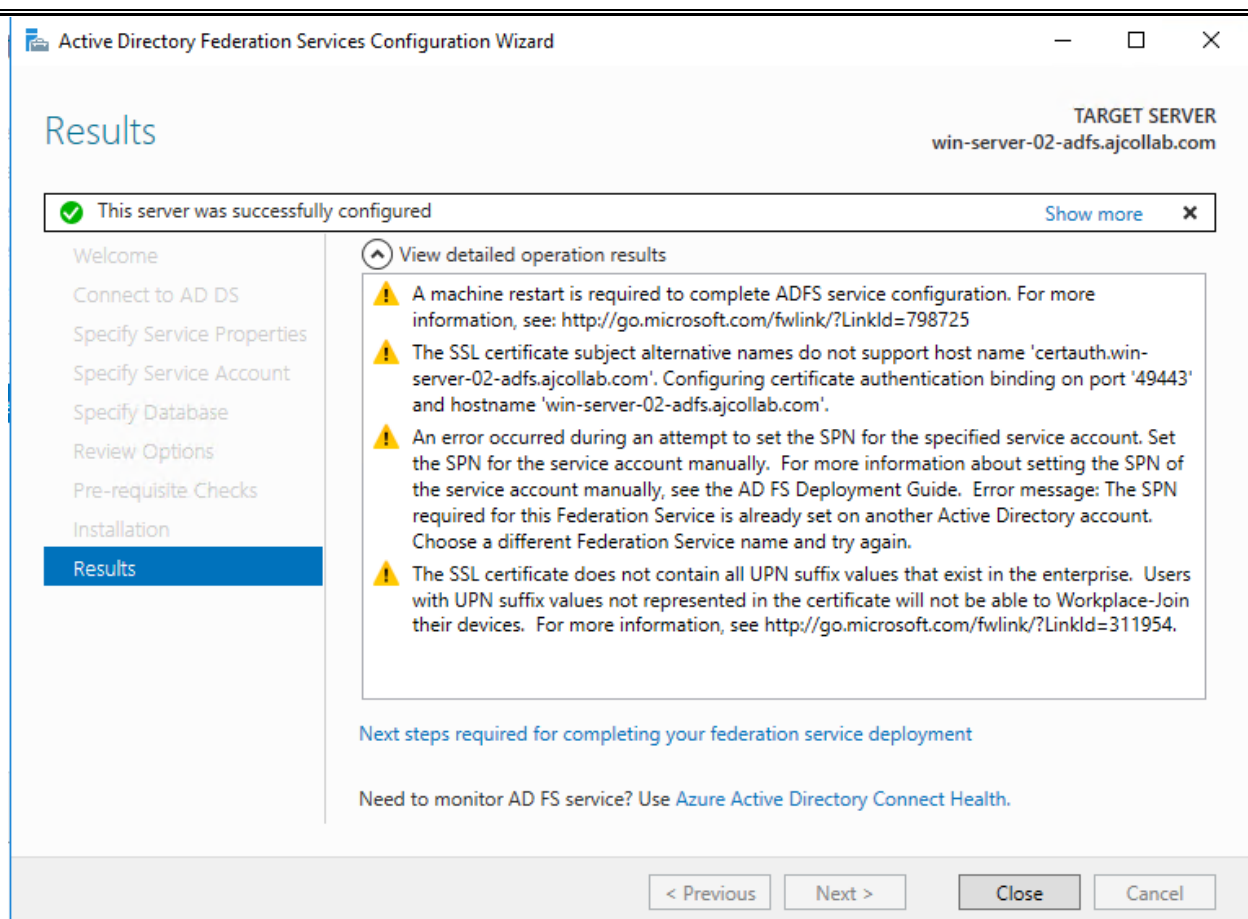 Active Directory Federation Services Configuration Wizard
Results
TARGET SERVER
win-server-02-adfs.ajcollab.com
This server was successfully configured
Show more
Welcome
Connect to AD DS
Specify Service Properties
Specify Service Account
Specify Database
Review Options
Pre-requisite Checks
Installation
Results
View detailed operation results
A machine restart is required to complete ADFS service configuration. For more
information, see: http://go.microsoft.com/fwlink/?LinkId=798725
The SSL certificate subject alternative names do not support host name 'certauth.win-
server-02-adfs.ajcollab.com'. Configuring certificate authentication binding on port '49443'
and hostname 'win-server-02-adfs.ajcollab.com'.
An error occurred during an attempt to set the SPN for the specified service account. Set
the SPN for the service account manually.  For more information about setting the SPN of
the service account manually, see the AD FS Deployment Guide.  Error message: The SPN
required for this Federation Service is already set on another Active Directory account.
Choose a different Federation Service name and try again.
The SSL certificate does not contain all UPN suffix values that exist in the enterprise.  Users
with UPN suffix values not represented in the certificate will not be able to Workplace-Join
their devices.  For more information, see http://go.microsoft.com/fwlink/?LinkId=311954.
Next steps required for completing your federation service deployment
Need to monitor AD FS service? Use Azure Active Directory Connect Health.
< Previous
Next >
Close
Cancel